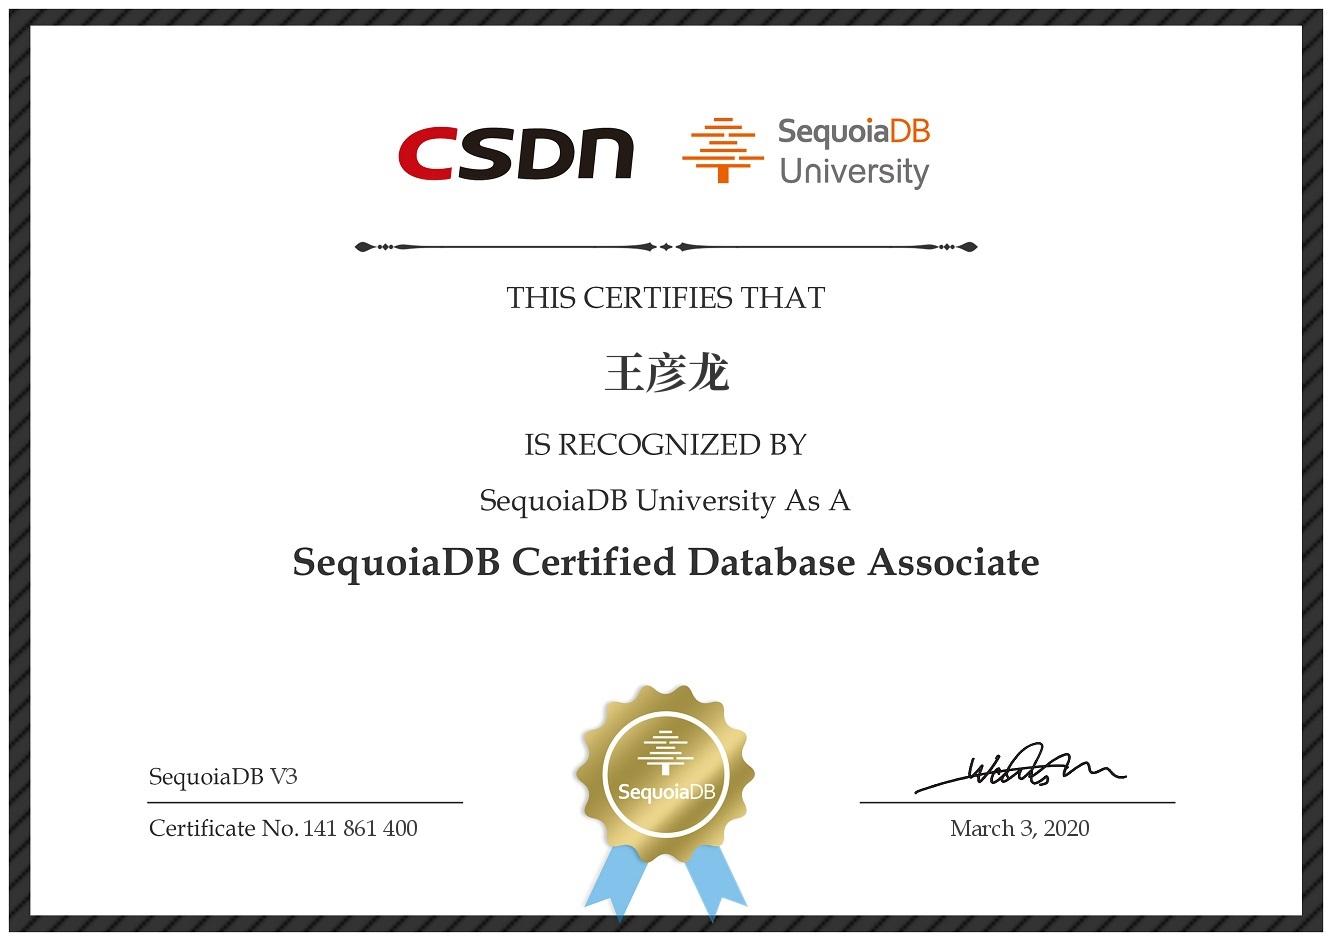 CSDN
SequoiaDB
University
THIS CERTIFIES THAT
王彦龙
IS RECOGNIZED BY
SequoiaDB University As A
SequoiaDB Certified Database Associate
SequoiaDB V3
Certificate No. 141 861 400
SequoiaDB
March 3, 2020